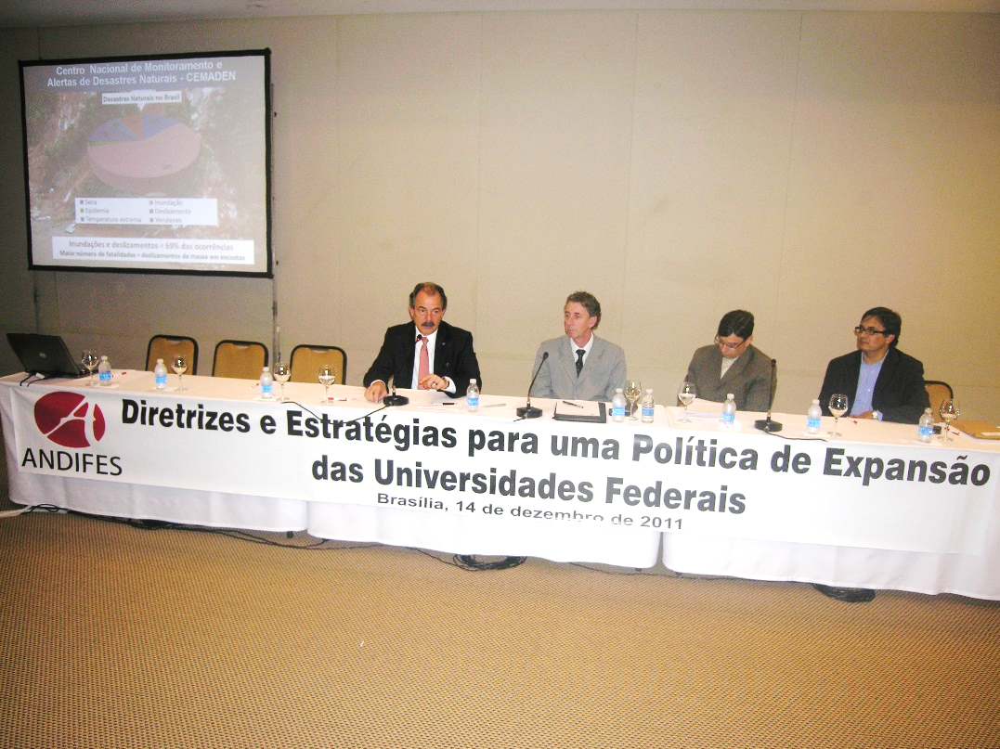 Centro Nacional de Monitoramento e
Alertas de Desastres Naturais - CEMADEN
Desastres Naturais no Brasil
Seca
Inundação
Epidemia
Deslizamento
Temperatura extrema
Vendavais
Inundações e deslizamentos = 69% das ocorrências
Maior número de fatalidades = deslizamentos de massa em encostas
ANDIFES
Diretrizes e Estratégias para uma Política de Expansão
das Universidades Federais
Brasília, 14 de dezembro de 2011